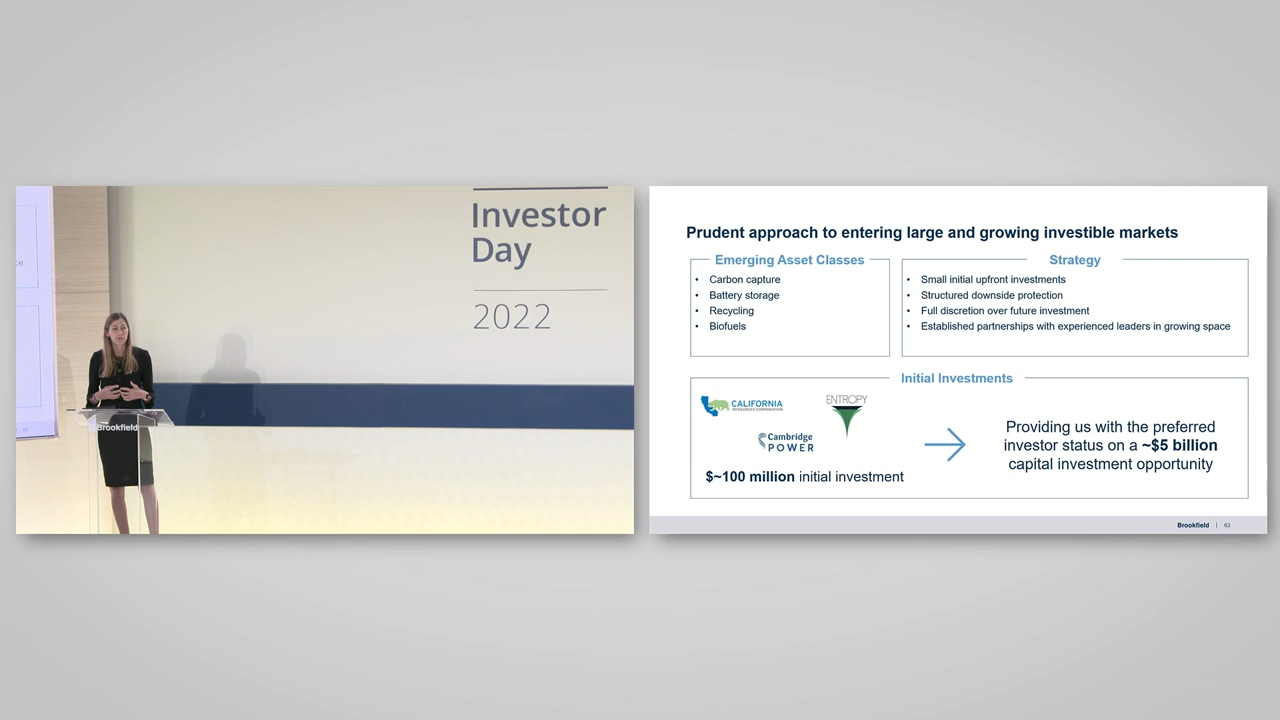 Investor
Day
2022
Brookfield
Prudent approach to entering large and growing investible markets
Emerging Asset Classes
• Carbon capture
• Battery storage
• Recycling
• Biofuels
Strategy
• Small initial upfront investments
• Structured downside protection
• Full discretion over future investment
• Established partnerships with experienced leaders in growing space
Initial Investments
CALIFORNIA
RESOURCES CORPORATION
ENTROPY
Cambridge
POWER
$~100 million initial investment
Providing us with the preferred
investor status on a ~$5 billion
capital investment opportunity
Brookfield | 63